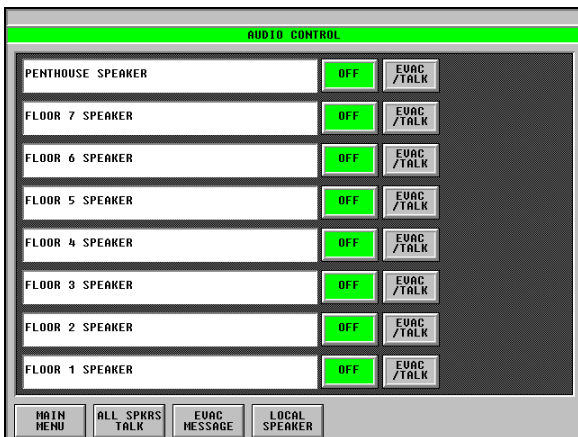 AUDIO CONTROL
PENTHOUSE SPEAKER OFF EVAC
/TALK
FLOOR 7 SPEAKER OFF EVAC
/TALK
FLOOR 6 SPEAKER OFF EVAC
/TALK
FLOOR 5 SPEAKER OFF EVAC
/TALK
FLOOR 4 SPEAKER OFF EVAC
/TALK
FLOOR 3 SPEAKER OFF EVAC
/TALK
FLOOR 2 SPEAKER OFF EVAC
/TALK
FLOOR 1 SPEAKER OFF EVAC
/TALK
MAIN
MENU
ALL SPKRS
TALK
EVAC
MESSAGE
LOCAL
SPEAKER